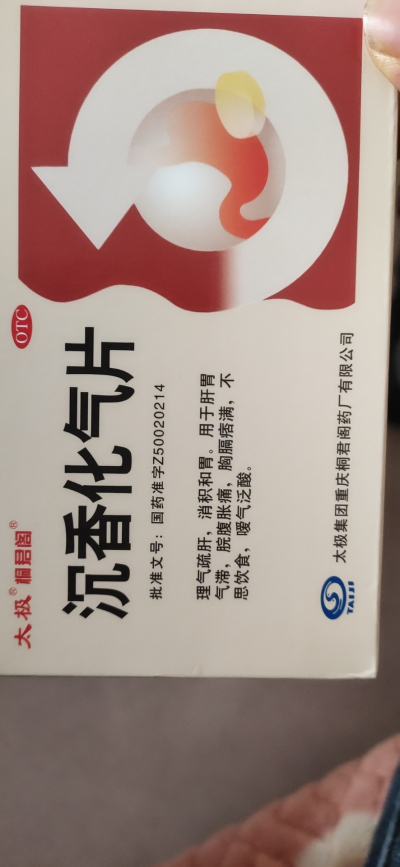 太极®桐君阁®
OTC
沉香化气片
批准文号：国药准字Z50020214
理气疏肝，消积和胃。用于肝胃
气滞，脘腹胀痛，胸膈痞满，不
思饮食，嗳气泛酸。
TAIJI
太极集团重庆桐君阁药厂有限公司